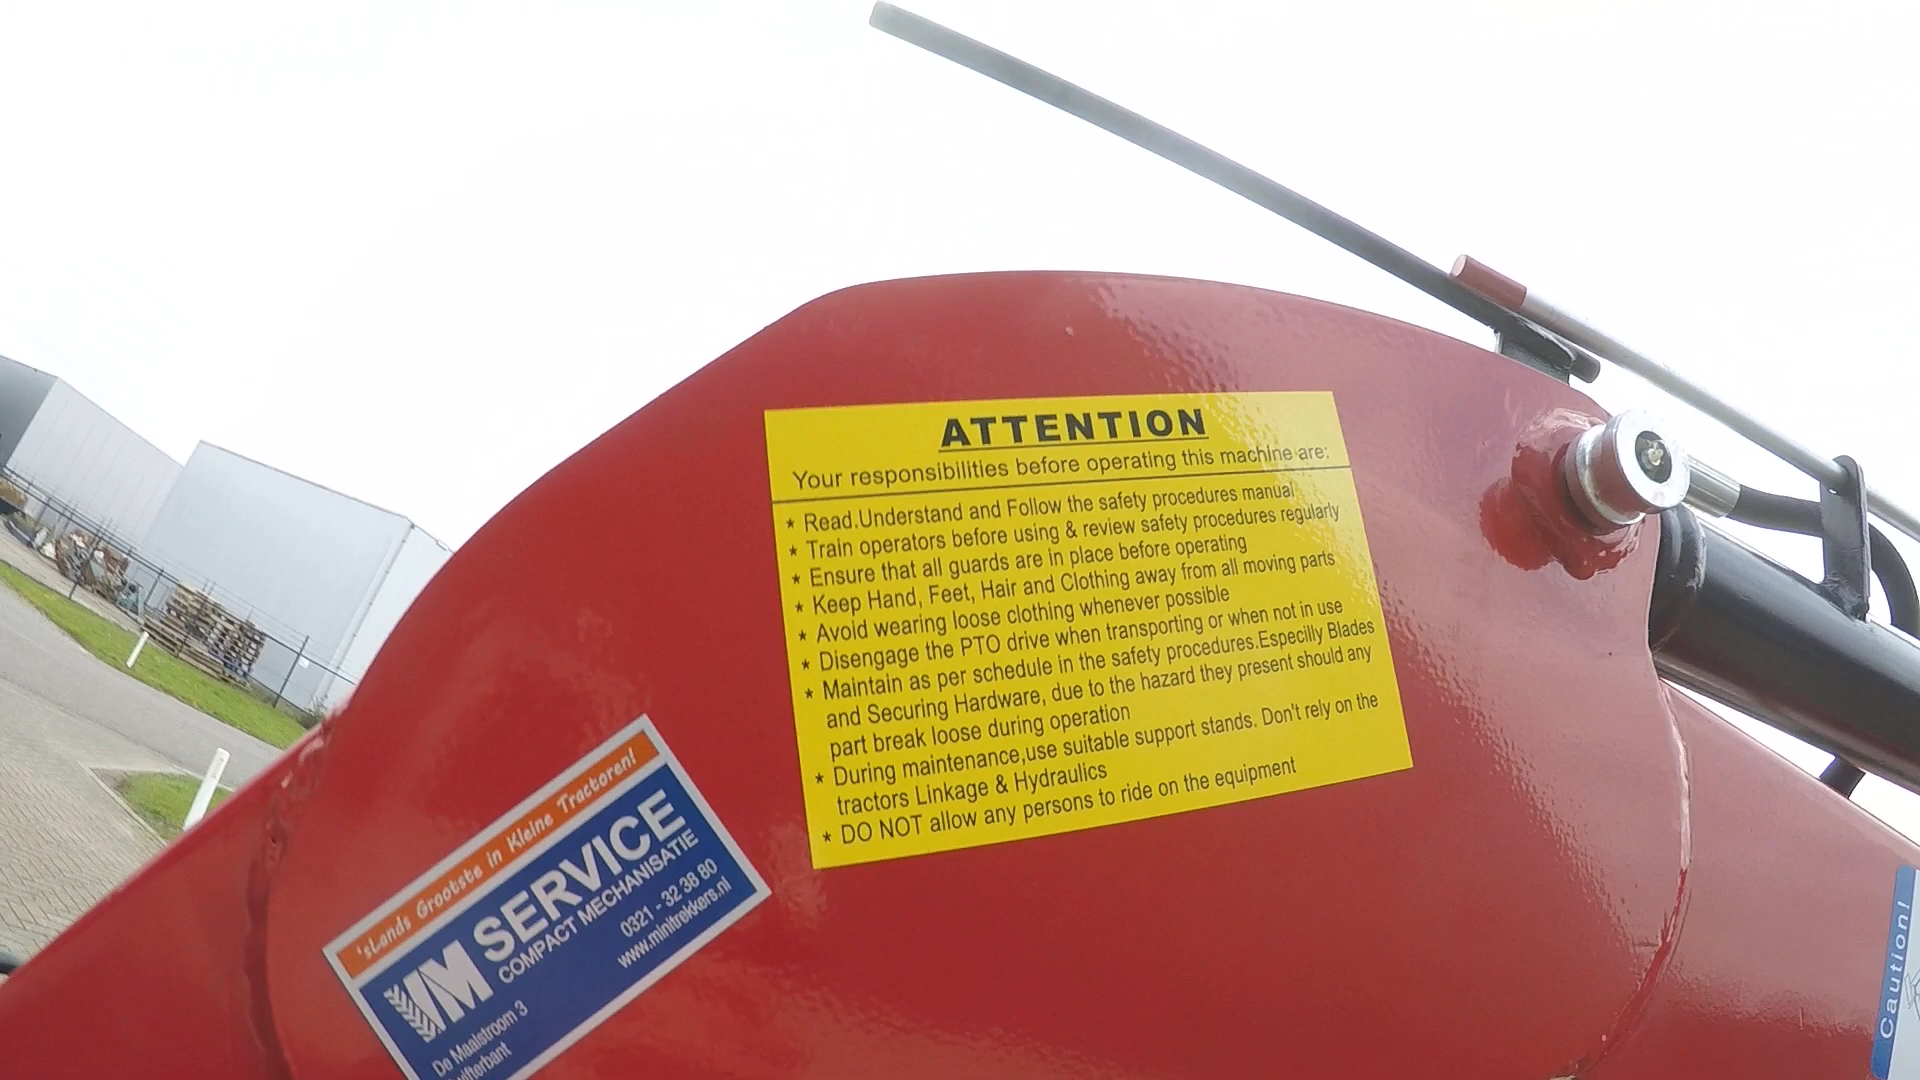 ATTENTION
Your responsibilities before operating this machine are:
* Read.Understand and Follow the safety procedures manual
* Train operators before using & review safety procedures regularly
* Ensure that all guards are in place before operating
* Keep Hand, Feet, Hair and Clothing away from all moving parts
* Avoid wearing loose clothing whenever possible
* Disengage the PTO drive when transporting or when not in use
* Maintain as per schedule in the safety procedures.Especilly Blades
and Securing Hardware, due to the hazard they present should any
part break loose during operation
* During maintenance,use suitable support stands. Don't rely on the
tractors Linkage & Hydraulics
* DO NOT allow any persons to ride on the equipment
'sLands Grootste in Kleine Tractoren!
IM SERVICE
COMPACT MECHANISATIE
0321 - 32 38 80
www.minitrekkers.nl
De Maalstroom 3
Caution!